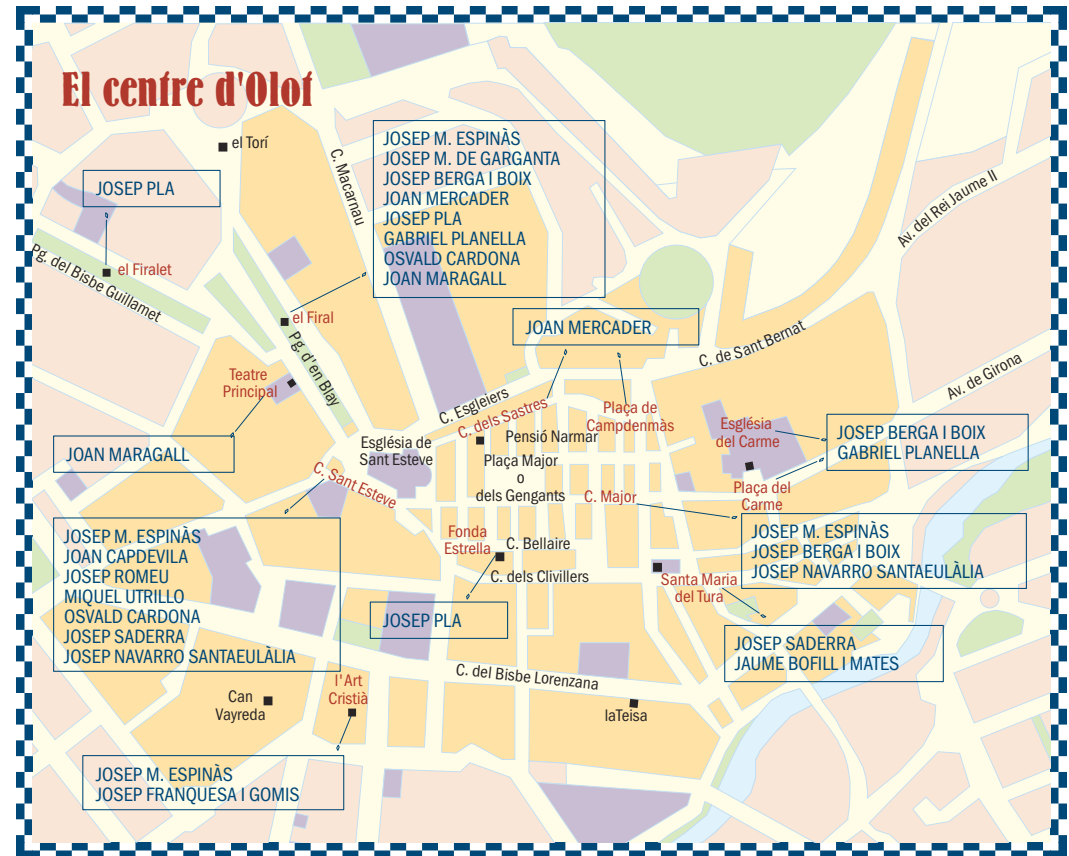 El centre d'Olot
el Torí
C. Macarnau
JOSEP M. ESPINÀS
JOSEP M. DE GARGANTA
JOSEP BERGA I BOIX
JOAN MERCADER
JOSEP PLA
GABRIEL PLANELLA
OSVALD CARDONA
JOAN MARAGALL
JOSEP PLA
Av. del Rei Jaume II
Pg. del Bisbe Guillamet
el Firalet
el Firal
Pg. d'en Blay
JOAN MERCADER
C. de Sant Bernat
Av. de Girona
Teatre
Principal
C. Esgleiers
C. dels Sastres
Plaça de
Campdenmàs
Església
del Carme
JOSEP BERGA I BOIX
GABRIEL PLANELLA
JOAN MARAGALL
Església de
Sant Esteve
Pensió Narmar
Plaça Major
o
dels Gengants
C. Sant Esteve
C. Major
Plaça del
Carme
JOSEP M. ESPINÀS
JOAN CAPDEVILA
JOSEP ROMEU
MIQUEL UTRILLO
OSVALD CARDONA
JOSEP SADERRA
JOSEP NAVARRO SANTAEULÀLIA
Fonda
Estrella
C. Bellaire
C. dels Clivillers
JOSEP M. ESPINÀS
JOSEP BERGA I BOIX
JOSEP NAVARRO SANTAEULÀLIA
Santa Maria
del Tura
JOSEP PLA
JOSEP SADERRA
JAUME BOFILL I MATES
C. del Bisbe Lorenzana
Can
Vayreda
l'Art
Cristià
laTeisa
JOSEP M. ESPINÀS
JOSEP FRANQUESA I GOMIS